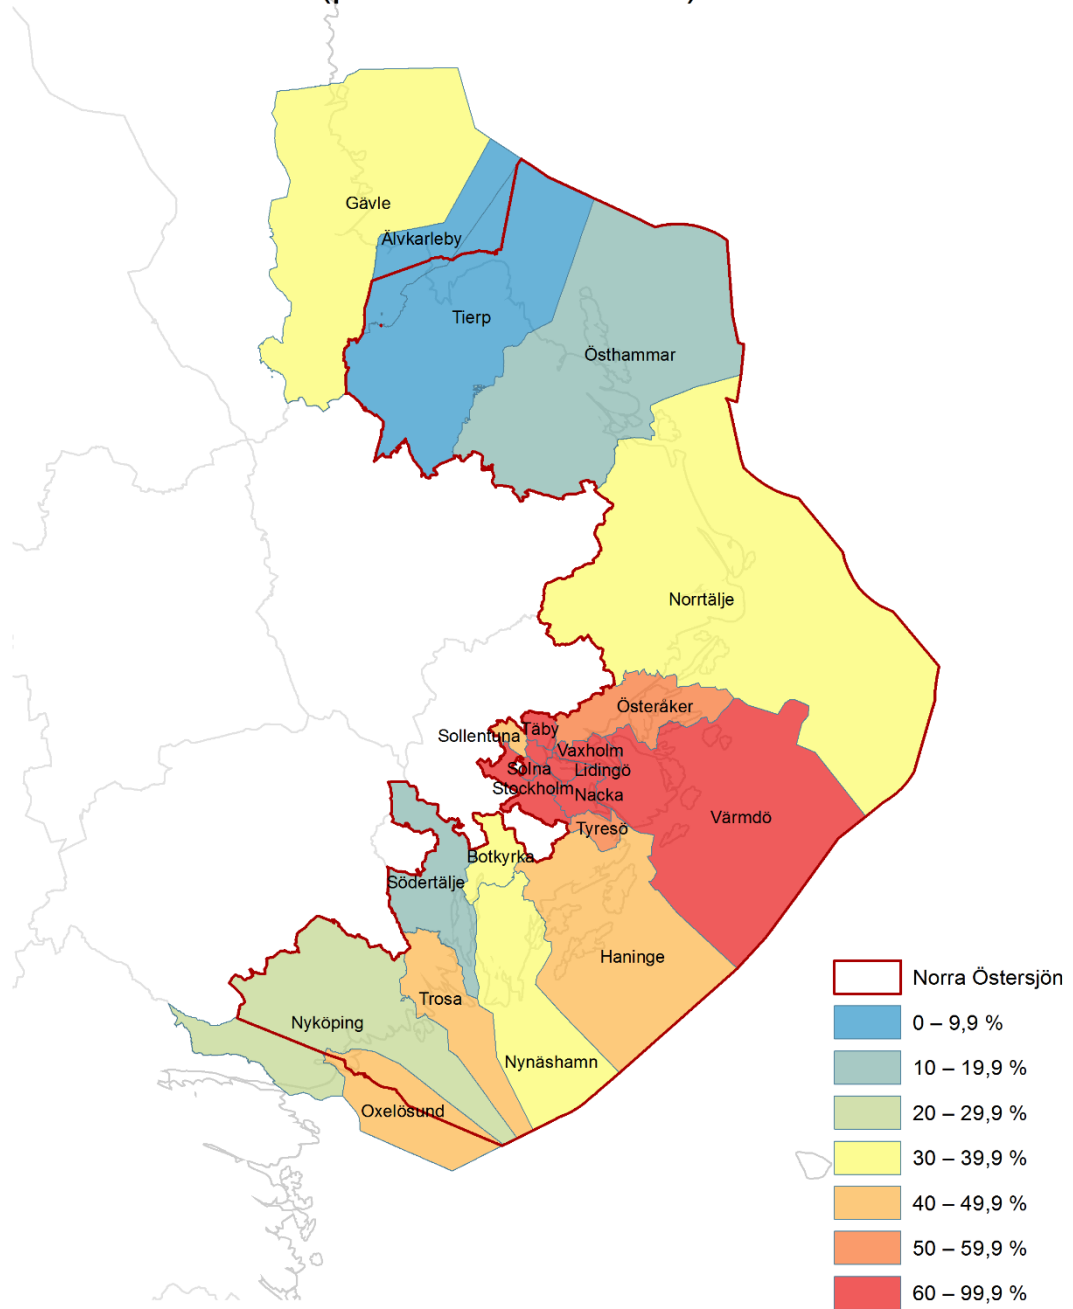 Gävle
Älvkarleby
Tierp
Östhammar
Norrtälje
Österåker
Täby
Sollentuna
Vaxholm
Solna
Lidingö
Stockholm
Nacka
Värmdö
Tyresö
Botkyrka
Södertälje
Haninge
Trosa
Nyköping
Nynäshamn
Oxelösund
Norra Östersjön
0 – 9,9 %
10 – 19,9 %
20 – 29,9 %
30 – 39,9 %
40 – 49,9 %
50 – 59,9 %
60 – 99,9 %